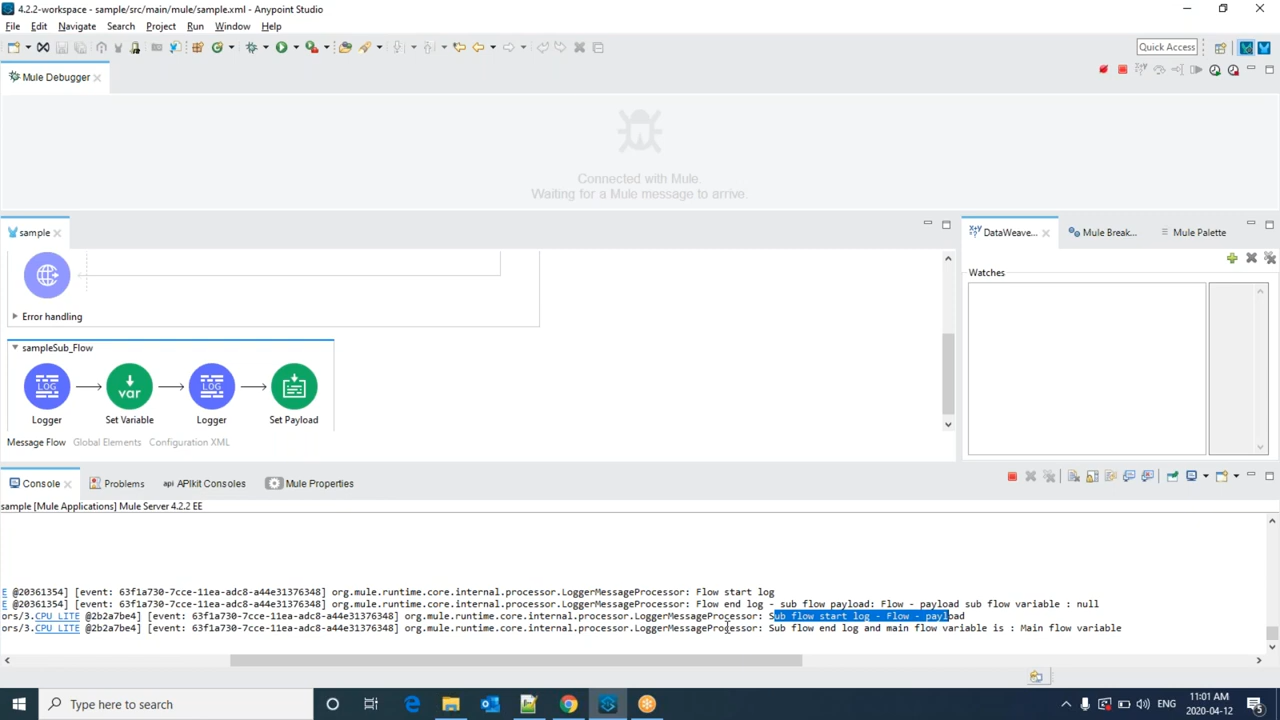 4.2.2-workspace - sample/src/main/mule/sample.xml - Anypoint Studio
File Edit Navigate Search Project Run Window Help
Quick Access
Mule Debugger
Connected with Mule.
Waiting for a Mule message to arrive.
sample
DataWeave... Mule Break... Mule Palette
Watches
Error handling
sampleSub_Flow
LOG var LOG
Logger Set Variable Logger Set Payload
Message Flow Global Elements Configuration XML
Console Problems api APIkit Consoles Mule Properties
sample [Mule Applications] Mule Server 4.2.2 EE
E @20361354] [event: 63f1a730-7cce-11ea-adc8-a44e31376348] org.mule.runtime.core.internal.processor.LoggerMessageProcessor: Flow start log
E @20361354] [event: 63f1a730-7cce-11ea-adc8-a44e31376348] org.mule.runtime.core.internal.processor.LoggerMessageProcessor: Flow end log - sub flow payload: Flow - payload sub flow variable : null
ors/3.CPU_LITE @2b2a7be4] [event: 63f1a730-7cce-11ea-adc8-a44e31376348] org.mule.runtime.core.internal.processor.LoggerMessageProcessor: Sub flow start log - Flow - payload
ors/3.CPU_LITE @2b2a7be4] [event: 63f1a730-7cce-11ea-adc8-a44e31376348] org.mule.runtime.core.internal.processor.LoggerMessageProcessor: Sub flow end log and main flow variable is : Main flow variable
Type here to search
ENG
11:01 AM
2020-04-12
5